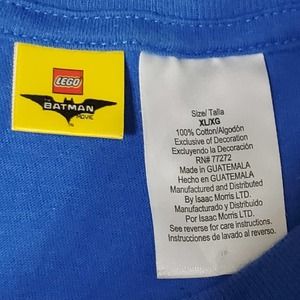 LEGO
THE
BATMAN
MOVIE
Size/ Talla
XL/XG
100% Cotton/Algodón
Exclusive of Decoration
Excluyendo la Decoración
RN# 77272
Made in GUATEMALA
Hecho en GUATEMALA
Manufactured and Distributed
By Isaac Morris LTD.
Manufacturado y Distribuido
Por Isaac Morris LTD.
See reverse for care instructions.
Instrucciones de lavado al reverso.